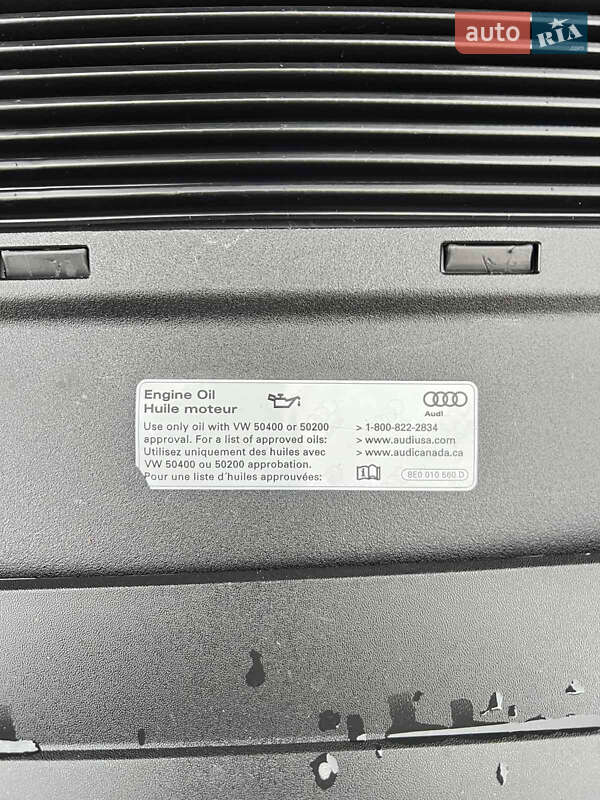 auto RIA
Engine Oil
Huile moteur
Audi
Use only oil with VW 50400 or 50200 > 1-800-822-2834
approval. For a list of approved oils: > www.audiusa.com
Utilisez uniquement des huiles avec > www.audicanada.ca
VW 50400 ou 50200 approbation.
Pour une liste d´huiles approuvées: 8E0 010 560 D